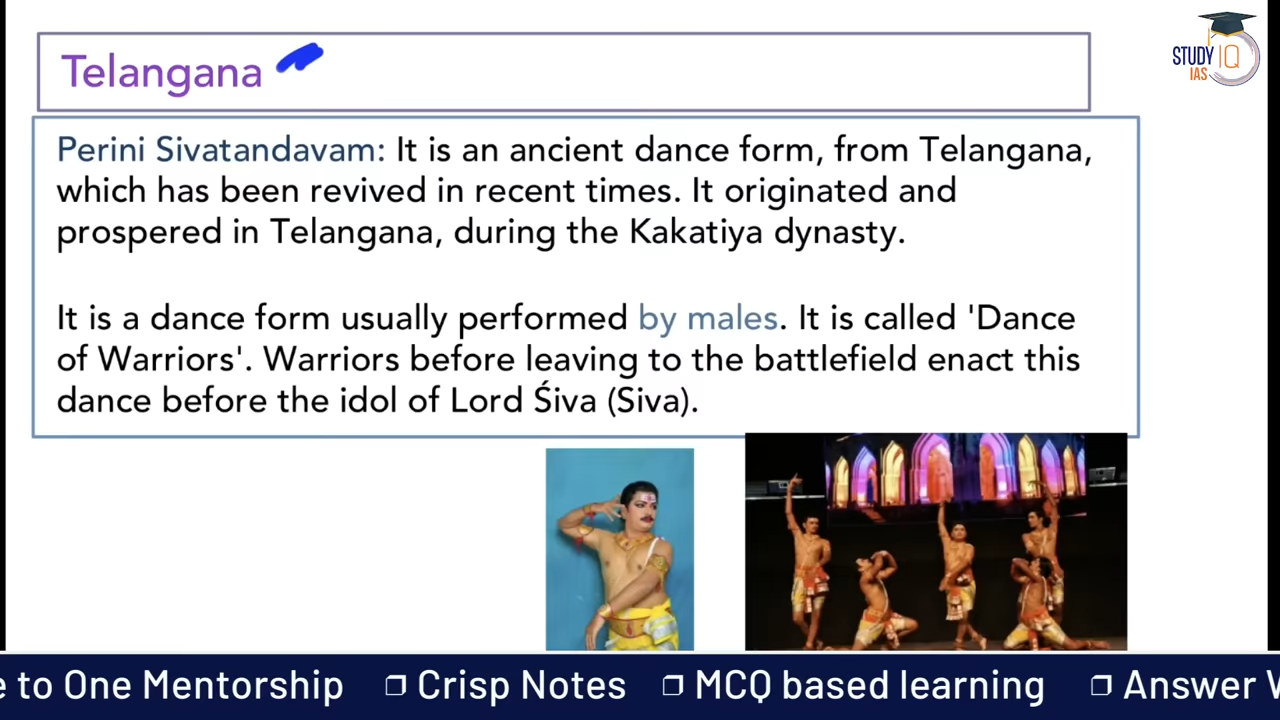 Telangana
STUDY IQ
IAS
Perini Sivatandavam: It is an ancient dance form, from Telangana,
which has been revived in recent times. It originated and
prospered in Telangana, during the Kakatiya dynasty.
It is a dance form usually performed by males. It is called 'Dance
of Warriors'. Warriors before leaving to the battlefield enact this
dance before the idol of Lord Śiva (Siva).
e to One Mentorship ❐ Crisp Notes ❐ MCQ based learning ❐ Answer W